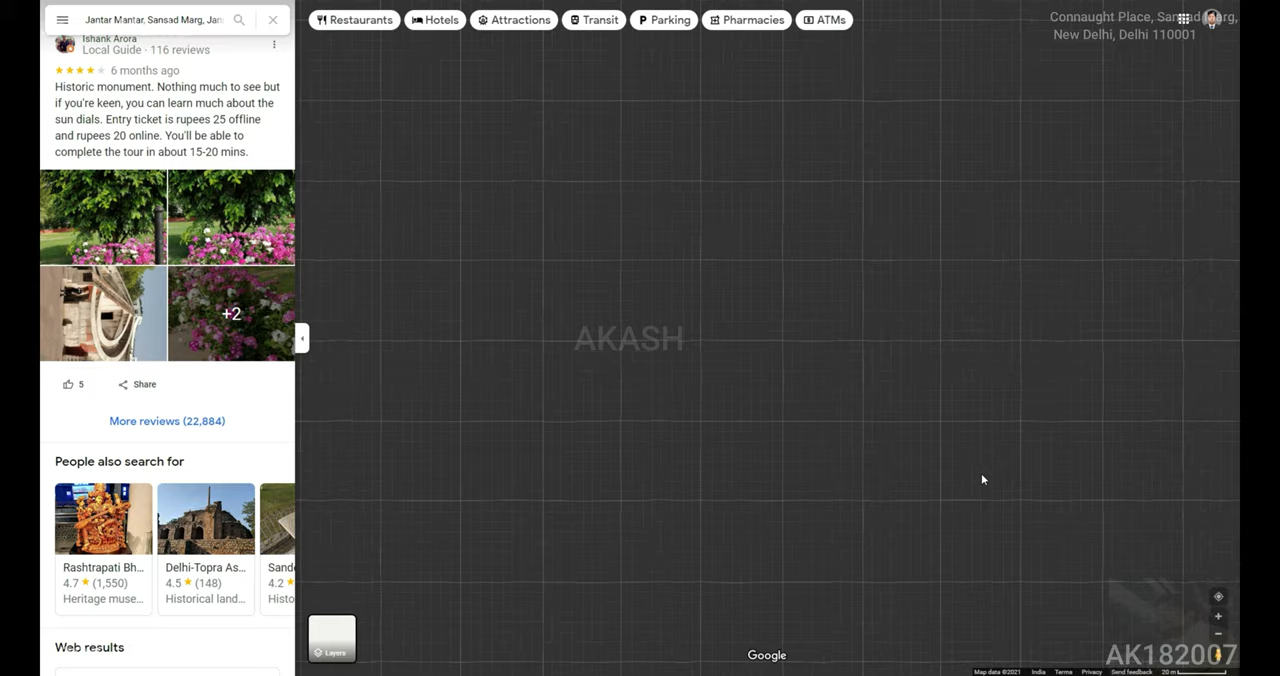 Jantar Mantar, Sansad Marg, Jan
Restaurants
Hotels
Attractions
Transit
Parking
Pharmacies
ATMs
Connaught Place, Sansad Marg,
New Delhi, Delhi 110001
Ishank Arora
Local Guide · 116 reviews
6 months ago
Historic monument. Nothing much to see but
if you're keen, you can learn much about the
sun dials. Entry ticket is rupees 25 offline
and rupees 20 online. You'll be able to
complete the tour in about 15-20 mins.
+2
5
Share
More reviews (22,884)
People also search for
Rashtrapati Bh...
4.7 ★ (1,550)
Heritage muse...
Delhi-Topra As...
4.5 ★ (148)
Historical land...
Sand
4.2 ★
Histo
Web results
AKASH
Layers
Google
AK182007
Map data ©2021
India
Terms
Privacy
Send feedback
20 m